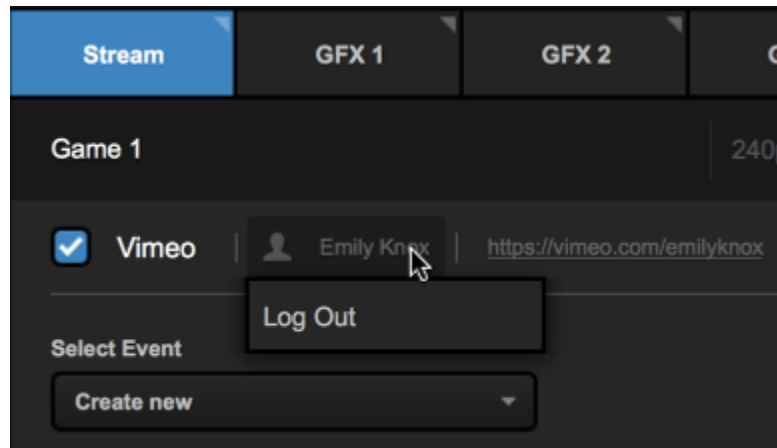 Stream GFX 1 GFX 2
Game 1 240
Vimeo Emily Knox https://vimeo.com/emilyknox
Log Out
Select Event
Create new